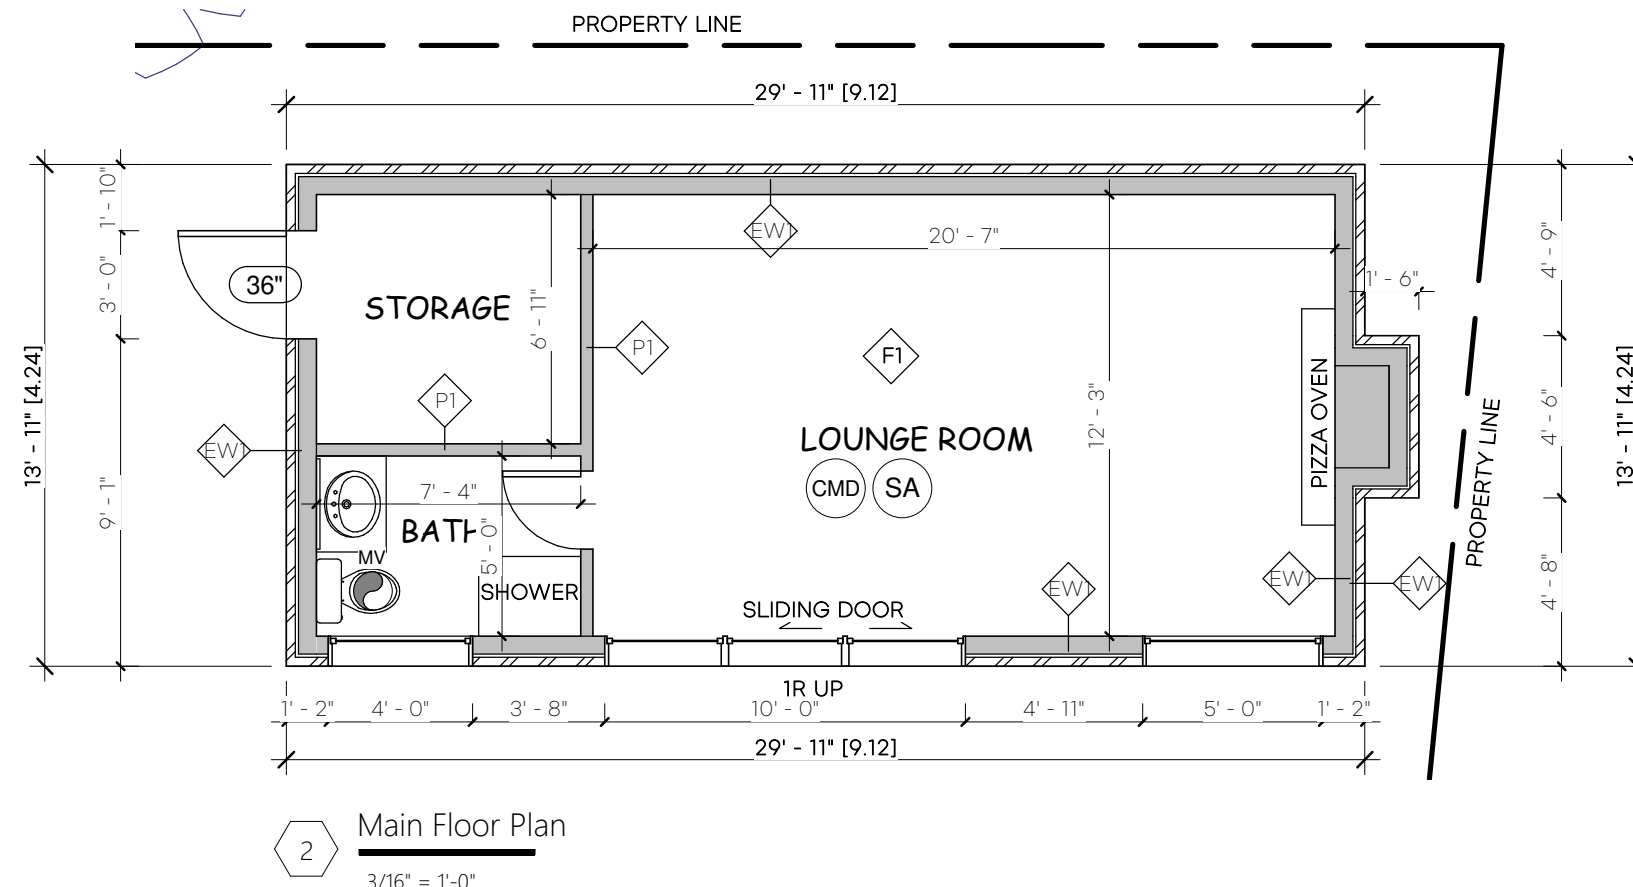 PROPERTY LINE
29' - 11" [9.12]
1' - 10"
3' - 0"
9' - 1"
13' - 11" [4.24]
36"
STORAGE
6' - 11"
EW1
20' - 7"
P1
P1
F1
EW1
LOUNGE ROOM
CMD
SA
12' - 3"
PIZZA OVEN
1' - 6"
4' - 9"
4' - 6"
4' - 8"
13' - 11" [4.24]
PROPERTY LINE
7' - 4"
BATH
5' - 0"
MV
SHOWER
SLIDING DOOR
EW1
EW1
EW1
1R UP
1' - 2"
4' - 0"
3' - 8"
10' - 0"
4' - 11"
5' - 0"
1' - 2"
29' - 11" [9.12]
2
Main Floor Plan
3/16" = 1'-0"